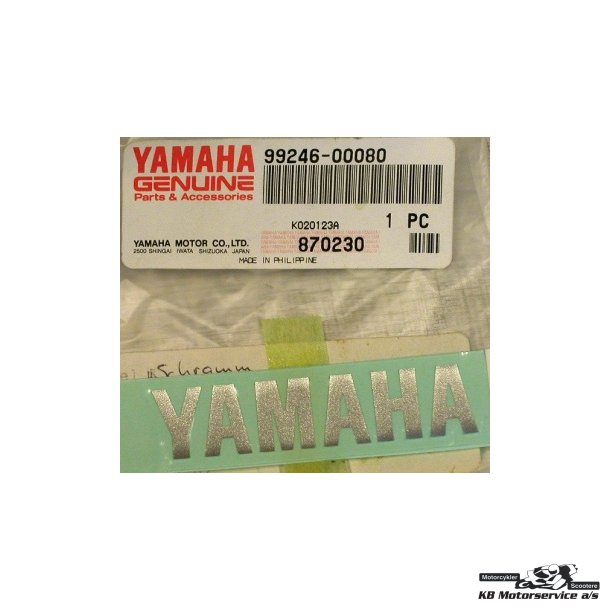 YAMAHA 99246-00080
GENUINE
Parts & Accessories
K020123A 1 PC
YAMAHA MOTOR CO., LTD. 870230
2500 SHINGAI IWATA SHIZUOKA JAPAN
MADE IN PHILIPPINE
Schramm
YAMAHA
Motorcykler Scootere
KB Motorservice a/s